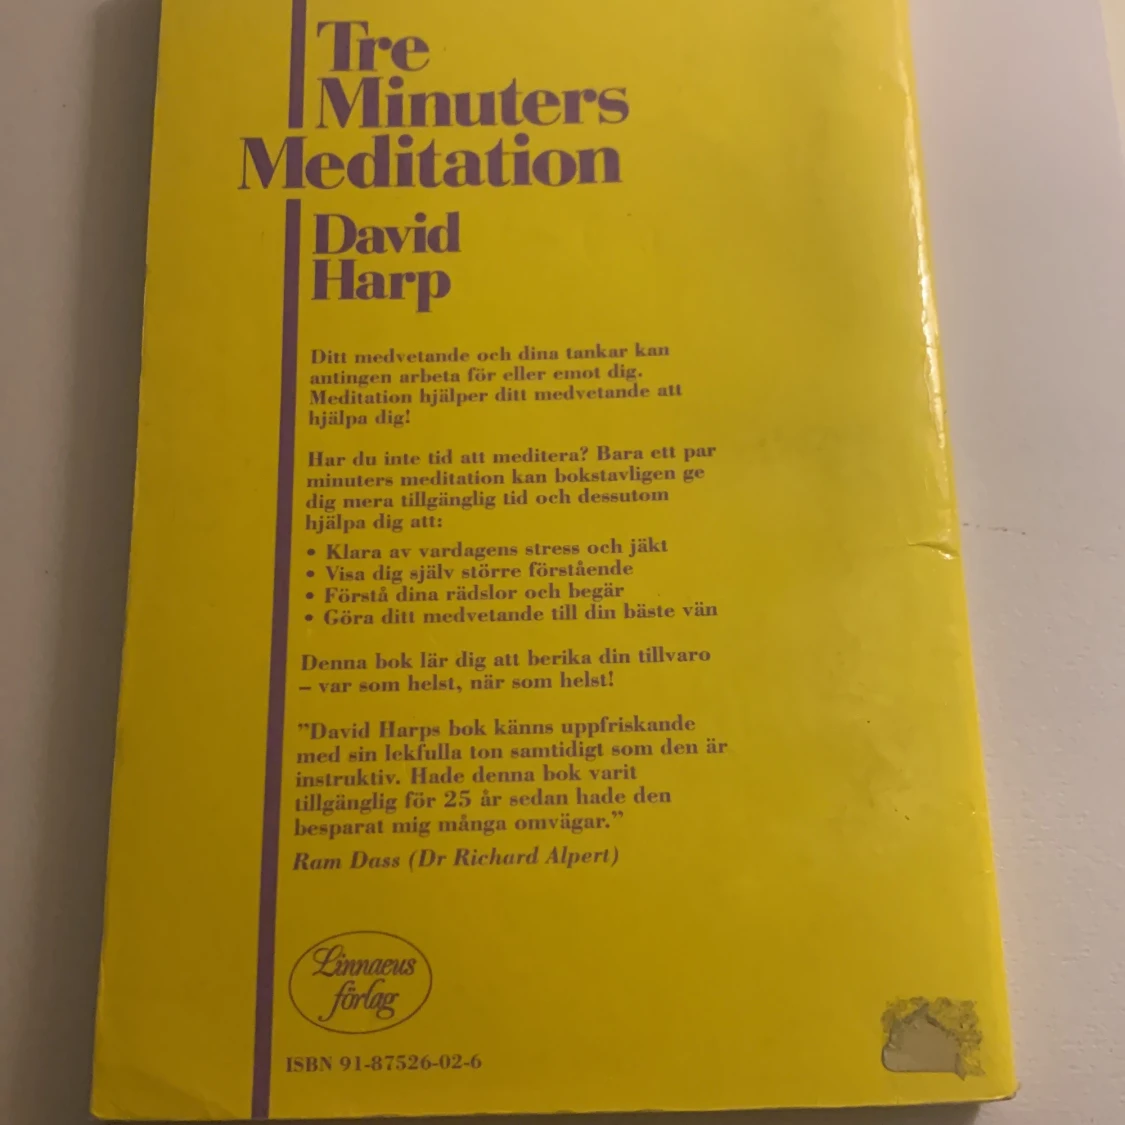 Tre
Minuters
Meditation
David
Harp
Ditt medvetande och dina tankar kan
antingen arbeta för eller emot dig.
Meditation hjälper ditt medvetande att
hjälpa dig!
Har du inte tid att meditera? Bara ett par
minuters meditation kan bokstavligen ge
dig mera tillgänglig tid och dessutom
hjälpa dig att:
• Klara av vardagens stress och jäkt
• Visa dig själv större förstående
• Förstå dina rädslor och begär
• Göra ditt medvetande till din bäste vän
Denna bok lär dig att berika din tillvaro
– var som helst, när som helst!
”David Harps bok känns uppfriskande
med sin lekfulla ton samtidigt som den är
instruktiv. Hade denna bok varit
tillgänglig för 25 år sedan hade den
besparat mig många omvägar.”
Ram Dass (Dr Richard Alpert)
Linnaeus
förlag
ISBN 91-87526-02-6